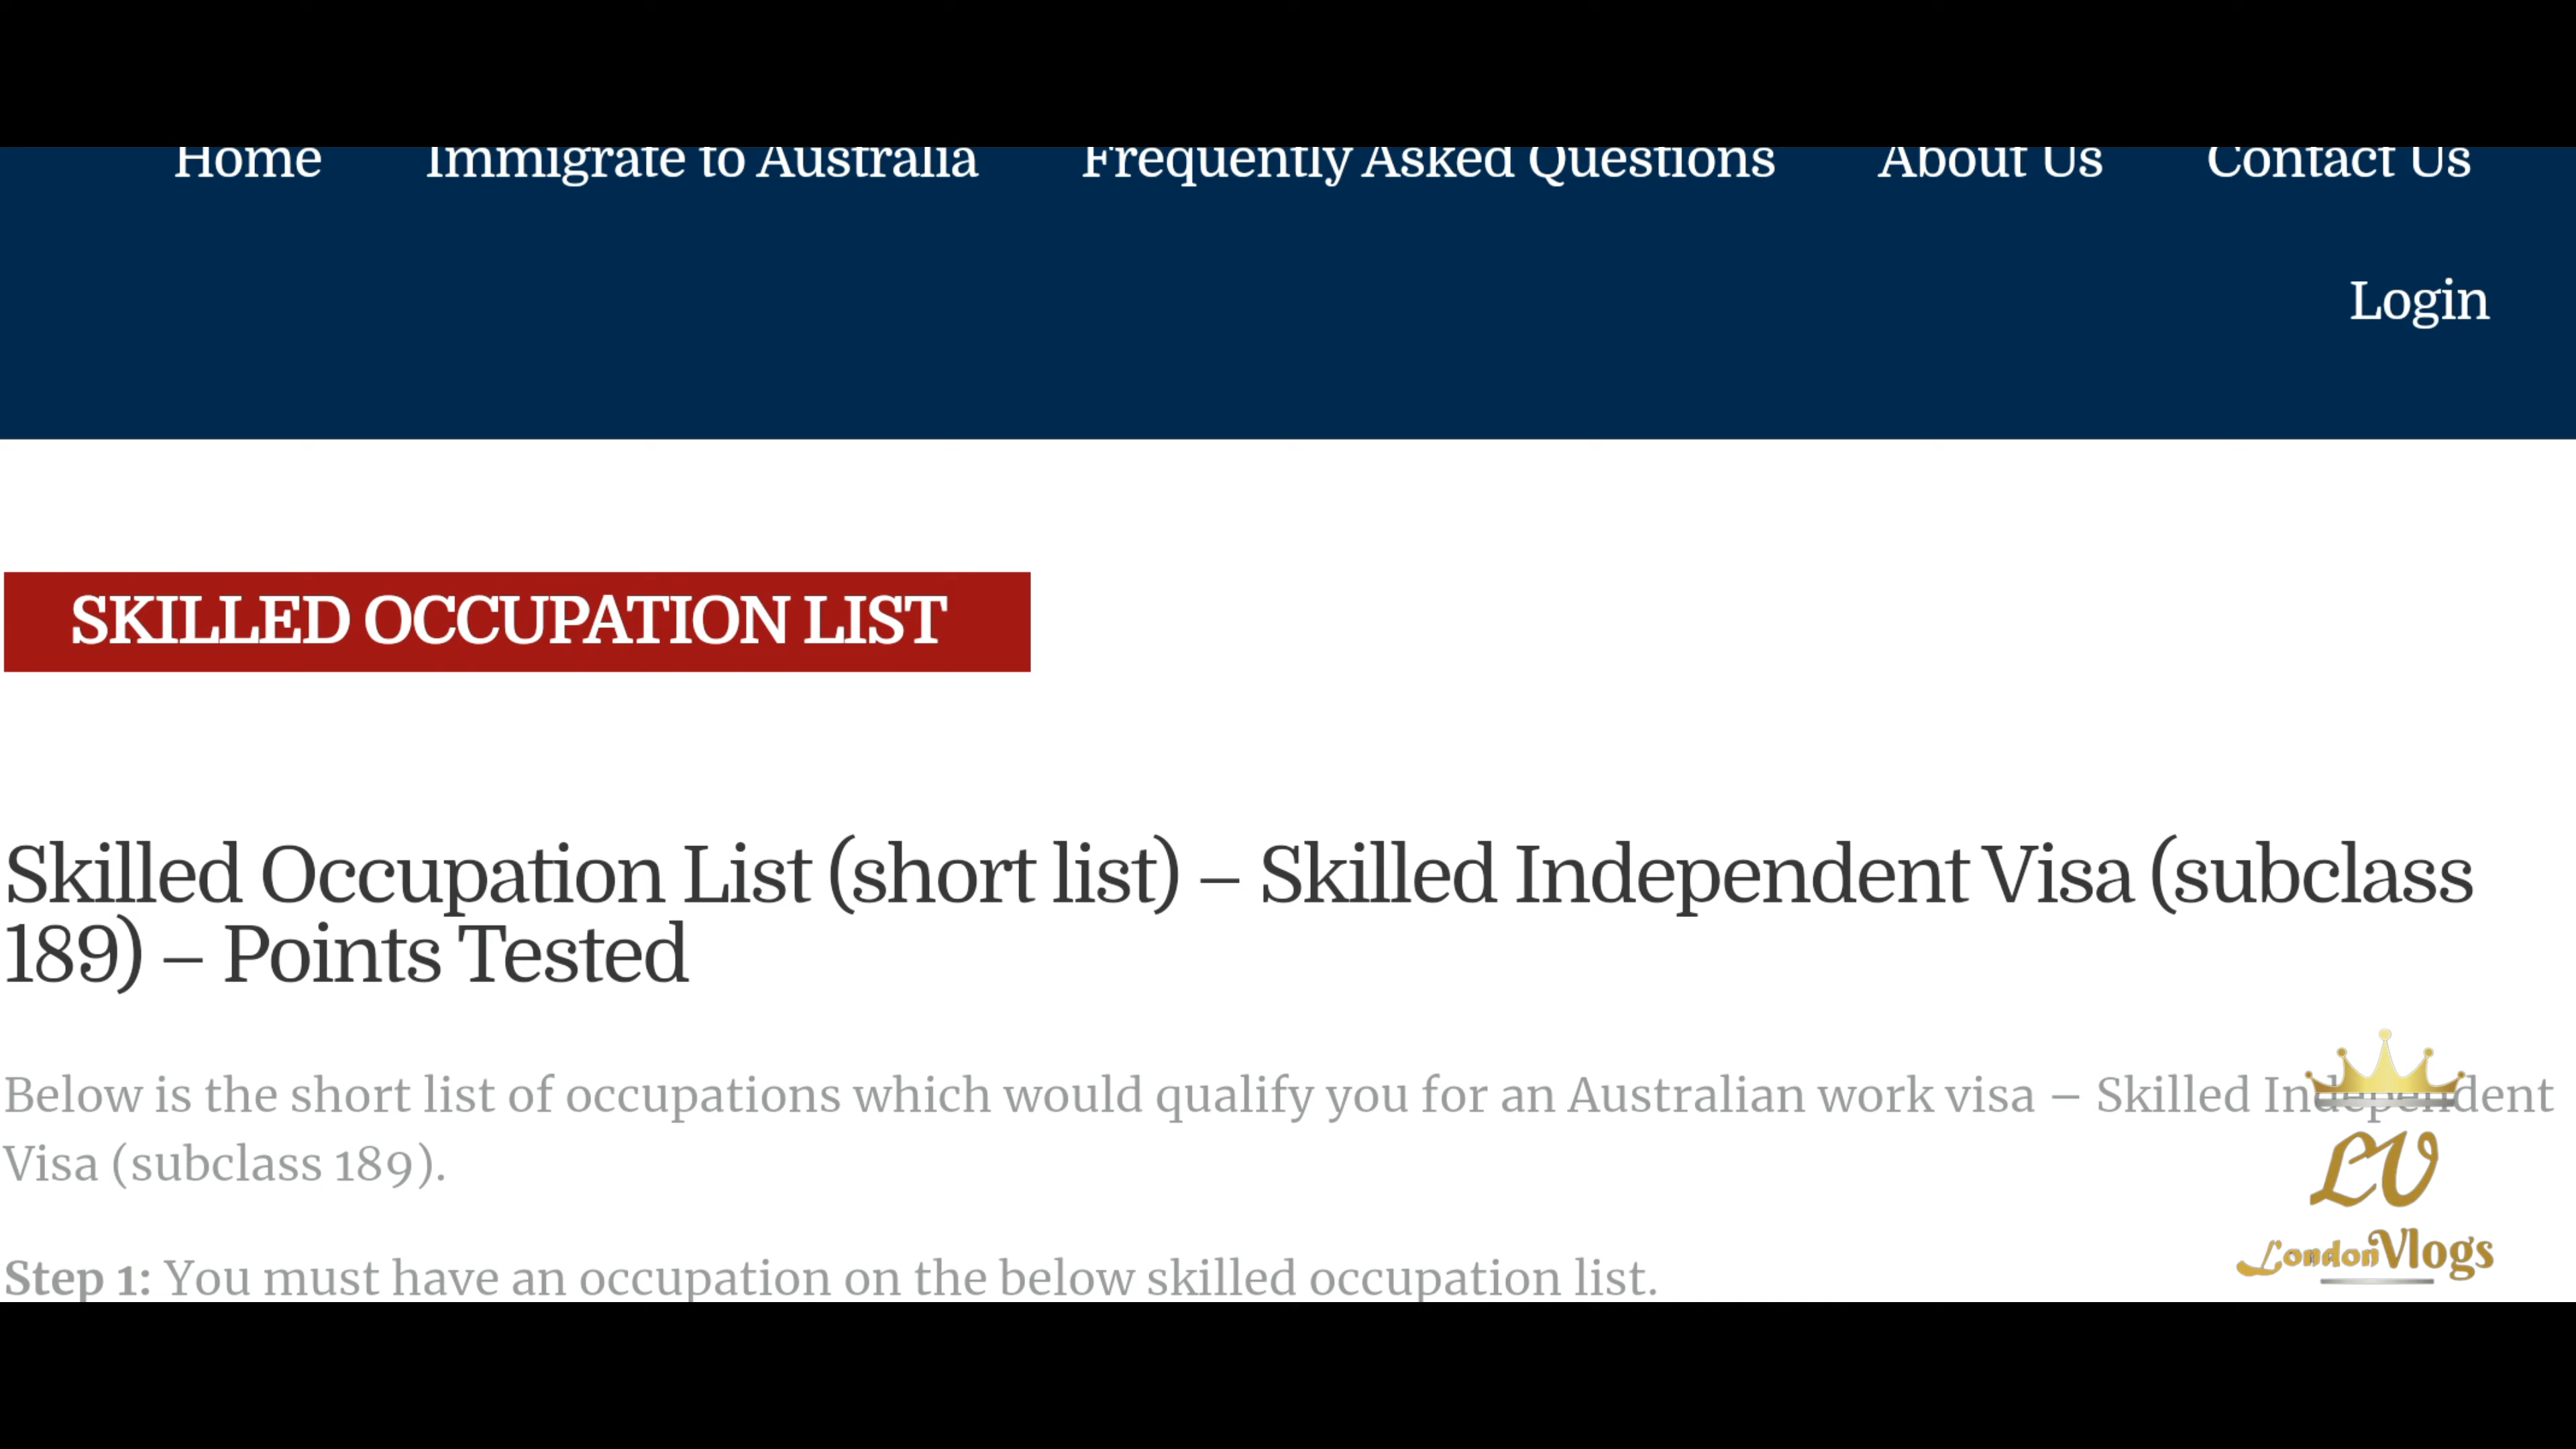 Home Immigrate to Australia Frequently Asked Questions About Us Contact Us
Login
SKILLED OCCUPATION LIST
Skilled Occupation List (short list) – Skilled Independent Visa (subclass
189) – Points Tested
Below is the short list of occupations which would qualify you for an Australian work visa – Skilled Independent
Visa (subclass 189).
LV
LondonVlogs
Step 1: You must have an occupation on the below skilled occupation list.